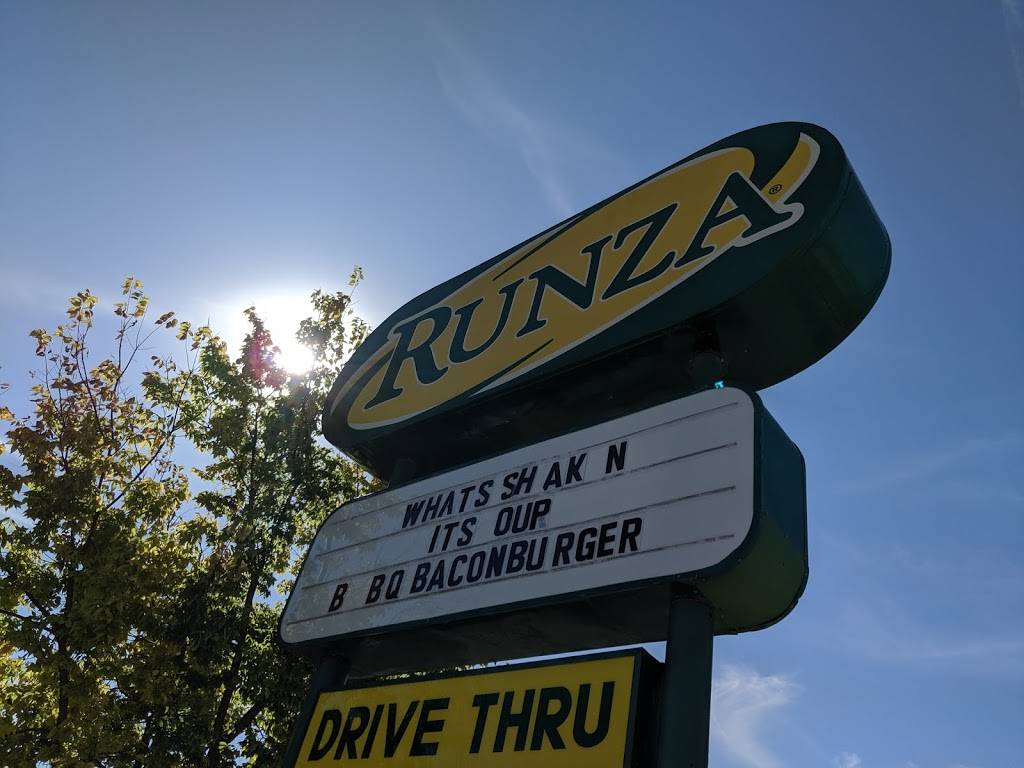 RUNZA®
WHATS SHAK N
ITS OUP
B BQ BACONBURGER
DRIVE THRU